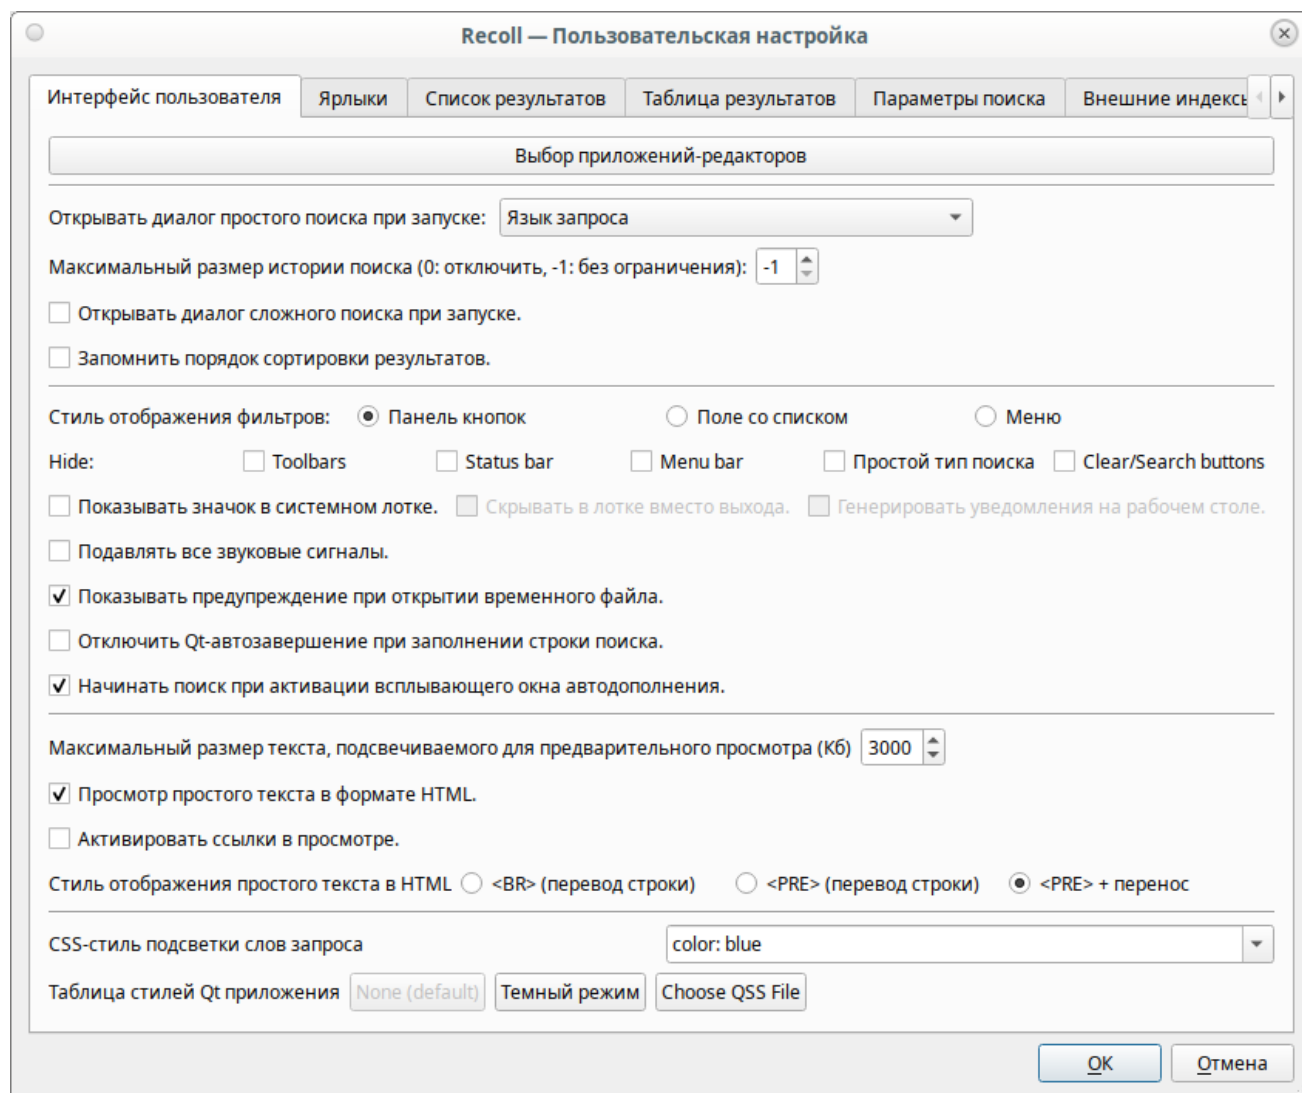 Recoll — Пользовательская настройка
Интерфейс пользователя Ярлыки Список результатов Таблица результатов Параметры поиска Внешние индексы
Выбор приложений-редакторов
Открывать диалог простого поиска при запуске: Язык запроса
Максимальный размер истории поиска (0: отключить, -1: без ограничения): -1
Открывать диалог сложного поиска при запуске.
Запомнить порядок сортировки результатов.
Стиль отображения фильтров: Панель кнопок Поле со списком Меню
Hide: Toolbars Status bar Menu bar Простой тип поиска Clear/Search buttons
Показывать значок в системном лотке. Скрывать в лотке вместо выхода. Генерировать уведомления на рабочем столе.
Подавлять все звуковые сигналы.
Показывать предупреждение при открытии временного файла.
Отключить Qt-автозавершение при заполнении строки поиска.
Начинать поиск при активации всплывающего окна автодополнения.
Максимальный размер текста, подсвечиваемого для предварительного просмотра (Кб) 3000
Просмотр простого текста в формате HTML.
Активировать ссылки в просмотре.
Стиль отображения простого текста в HTML <BR> (перевод строки) <PRE> (перевод строки) <PRE> + перенос
CSS-стиль подсветки слов запроса color: blue
Таблица стилей Qt приложения None (default) Темный режим Choose QSS File
OK Отмена